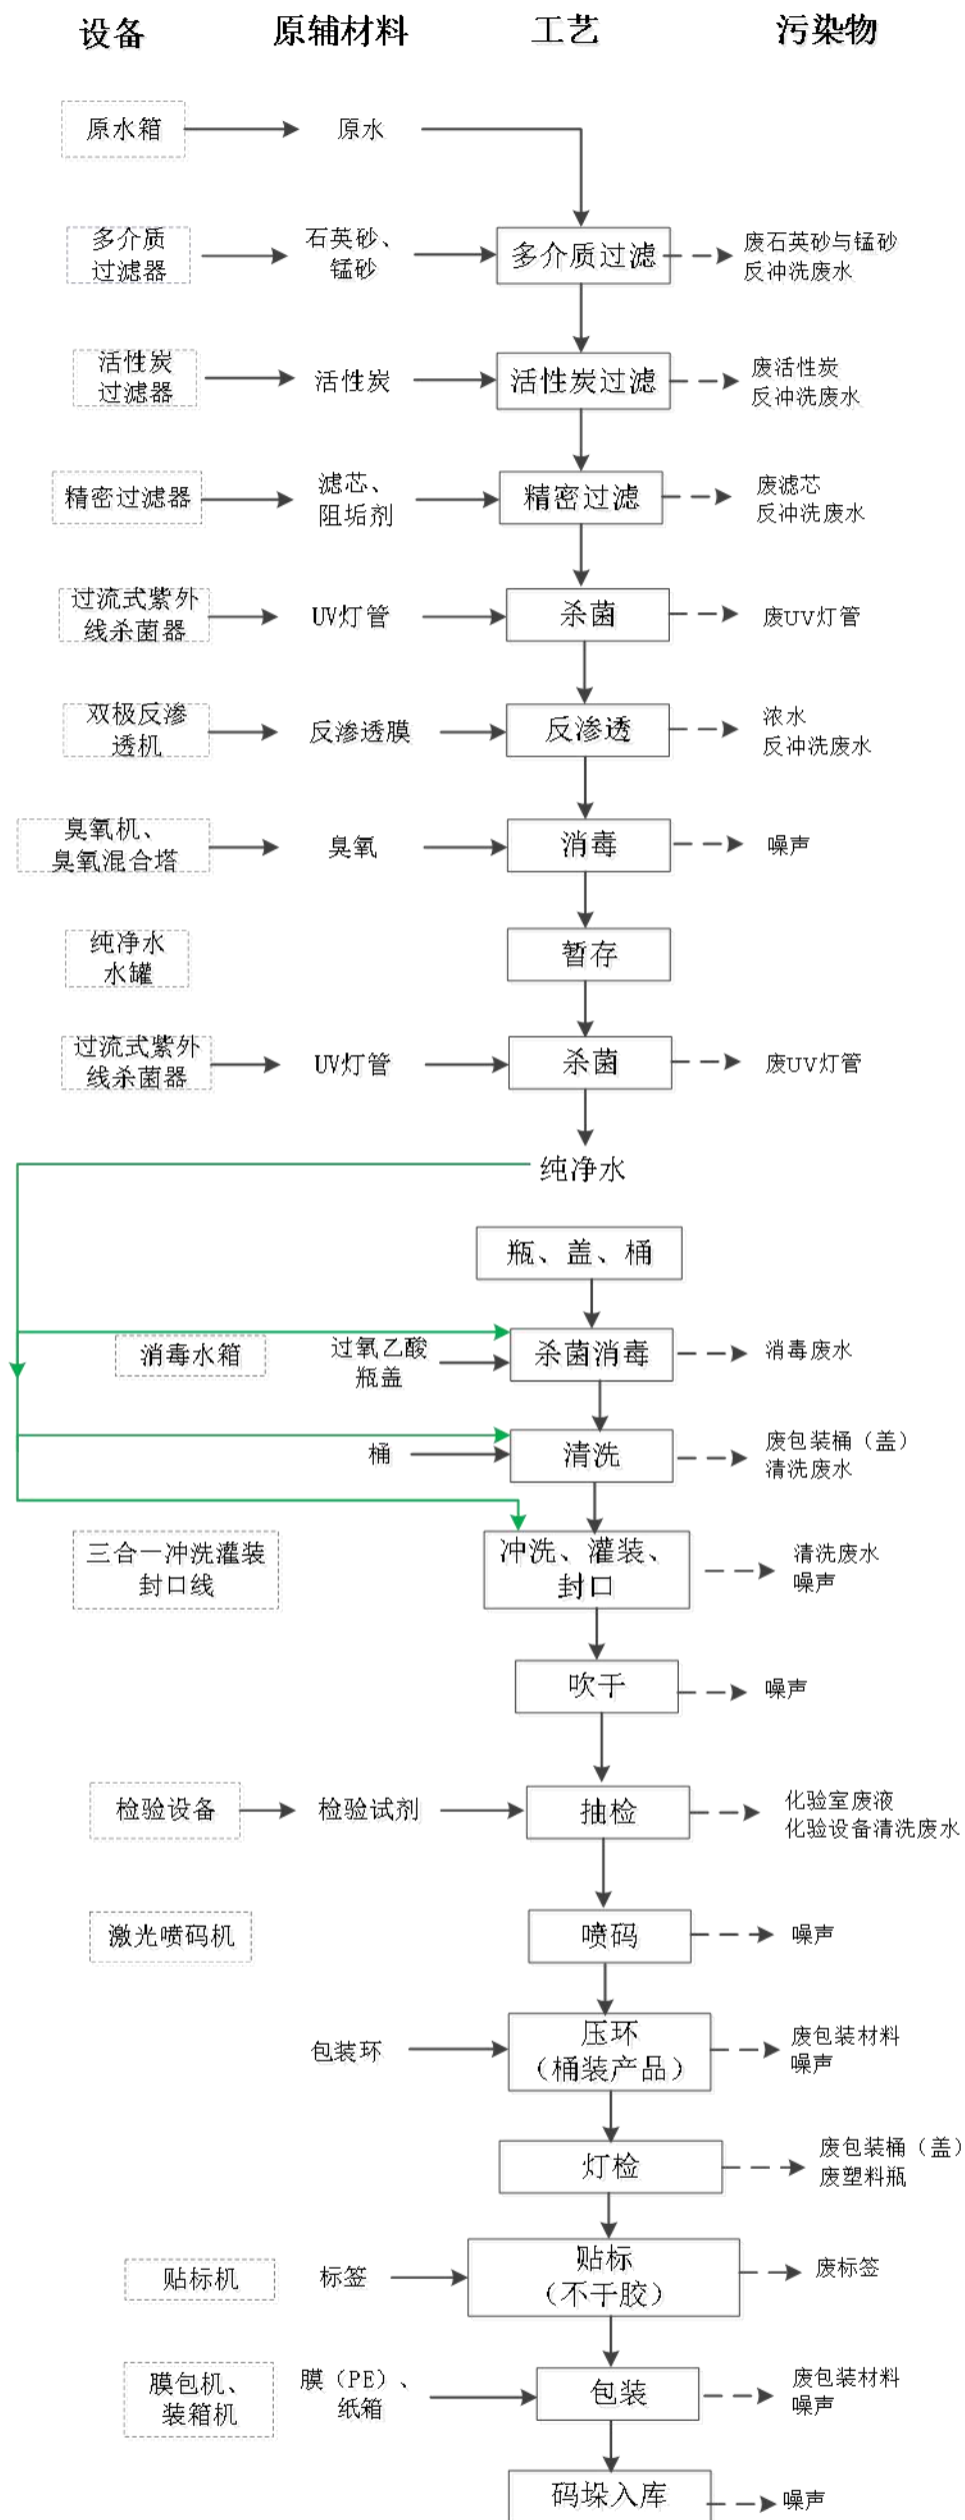 设备 原辅材料 工艺 污染物
原水箱 原水
多介质
过滤器
石英砂、
锰砂
多介质过滤
废石英砂与锰砂
反冲洗废水
活性炭
过滤器
活性炭
活性炭过滤
废活性炭
反冲洗废水
精密过滤器
滤芯、
阻垢剂
精密过滤
废滤芯
反冲洗废水
过流式紫外
线杀菌器
UV灯管
杀菌
废UV灯管
双极反渗
透机
反渗透膜
反渗透
浓水
反冲洗废水
臭氧机、
臭氧混合塔
臭氧
消毒
噪声
纯净水
水罐
暂存
过流式紫外
线杀菌器
UV灯管
杀菌
废UV灯管
纯净水
瓶、盖、桶
消毒水箱
过氧乙酸
瓶盖
杀菌消毒
消毒废水
桶
清洗
废包装桶（盖）
清洗废水
三合一冲洗灌装
封口线
冲洗、灌装、
封口
清洗废水
噪声
吹干
噪声
检验设备
检验试剂
抽检
化验室废液
化验设备清洗废水
激光喷码机
喷码
噪声
包装环
压环
（桶装产品）
废包装材料
噪声
灯检
废包装桶（盖）
废塑料瓶
贴标机
标签
贴标
（不干胶）
废标签
膜包机、
装箱机
膜（PE）、
纸箱
包装
废包装材料
噪声
码垛入库
噪声